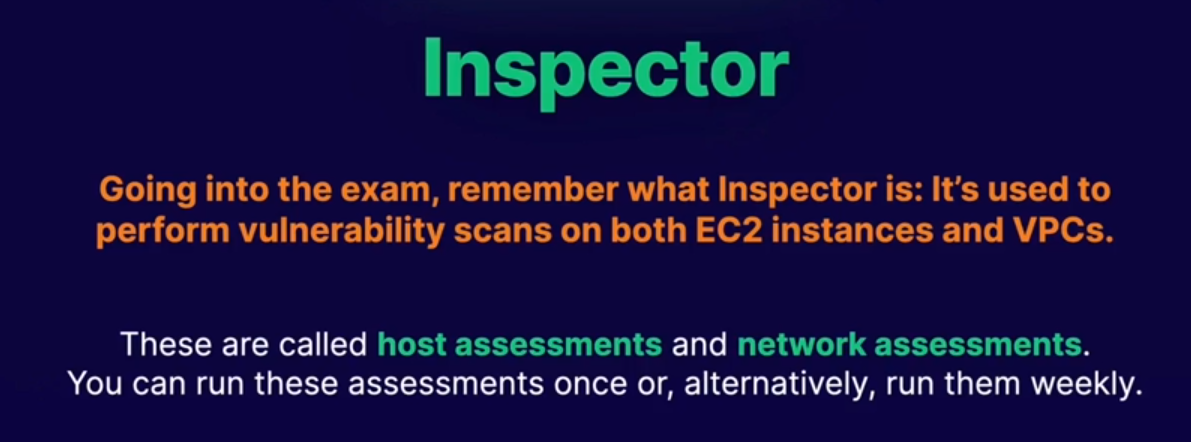 Inspector
Going into the exam, remember what Inspector is: It’s used to
perform vulnerability scans on both EC2 instances and VPCs.
These are called host assessments and network assessments.
You can run these assessments once or, alternatively, run them weekly.